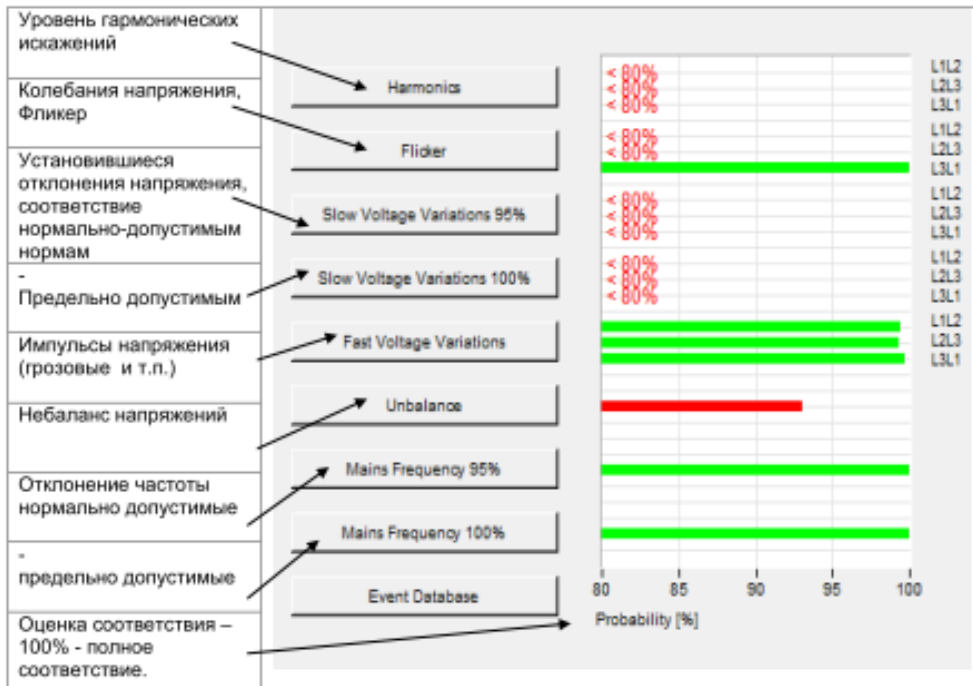 Уровень гармонических
искажений
Колебания напряжения,
Фликер
Установившиеся
отклонения напряжения,
соответствие
нормально-допустимым
нормам
-
Предельно допустимым
Импульсы напряжения
(грозовые и т.п.)
Небаланс напряжений
Отклонение частоты
нормально допустимые
-
предельно допустимые
Оценка соответствия –
100% - полное
соответствие.
Harmonics
Flicker
Slow Voltage Variations 95%
Slow Voltage Variations 100%
Fast Voltage Variations
Unbalance
Mains Frequency 95%
Mains Frequency 100%
Event Database
< 80% L1L2
< 80% L2L3
< 80% L3L1
< 80% L1L2
< 80% L2L3
L3L1
< 80% L1L2
< 80% L2L3
< 80% L3L1
< 80% L1L2
< 80% L2L3
< 80% L3L1
L1L2
L2L3
L3L1
80 85 90 95 100
Probability [%]